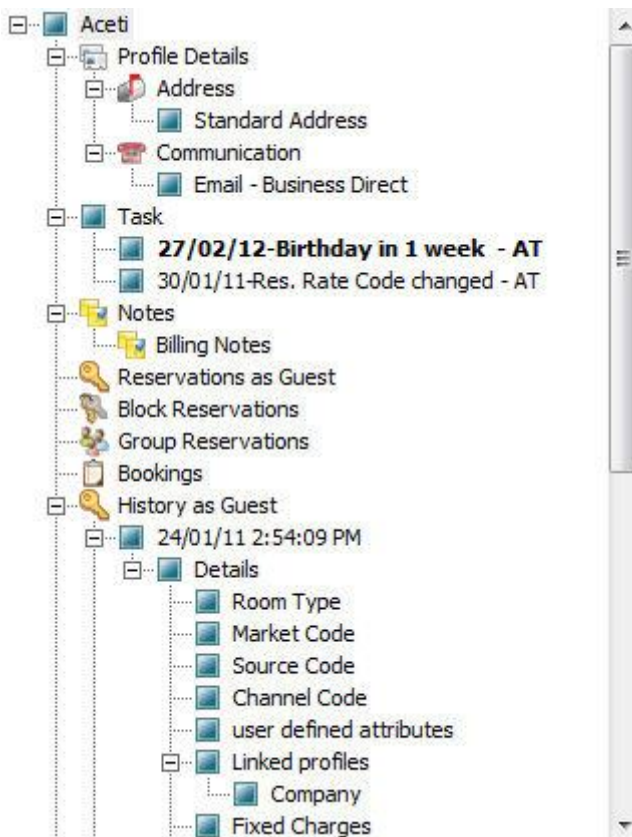 Aceti
Profile Details
Address
Standard Address
Communication
Email - Business Direct
Task
27/02/12-Birthday in 1 week - AT
30/01/11-Res. Rate Code changed - AT
Notes
Billing Notes
Reservations as Guest
Block Reservations
Group Reservations
Bookings
History as Guest
24/01/11 2:54:09 PM
Details
Room Type
Market Code
Source Code
Channel Code
user defined attributes
Linked profiles
Company
Fixed Charges